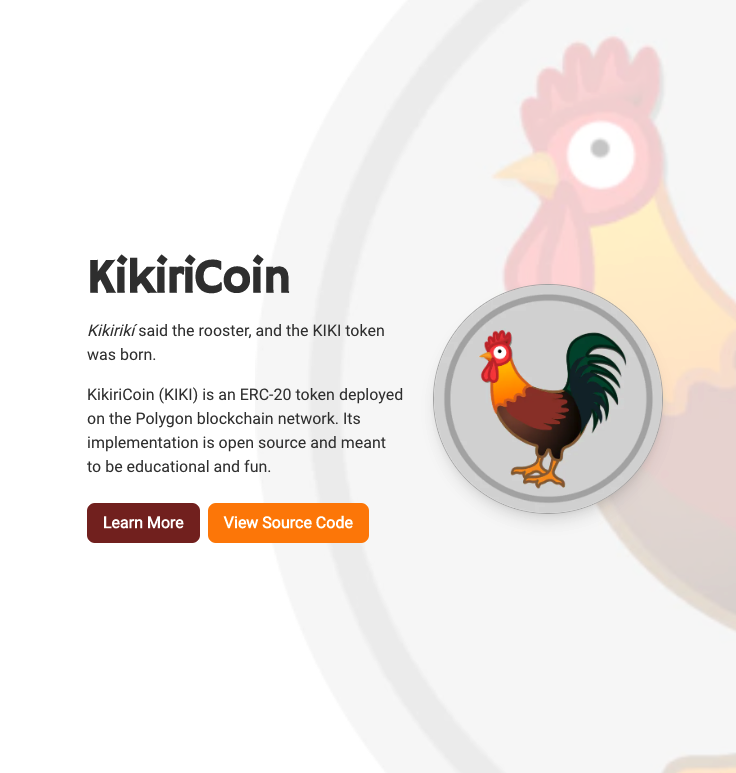 KikiriCoin
Kikirikí said the rooster, and the KIKI token
was born.
KikiriCoin (KIKI) is an ERC-20 token deployed
on the Polygon blockchain network. Its
implementation is open source and meant
to be educational and fun.
Learn More
View Source Code